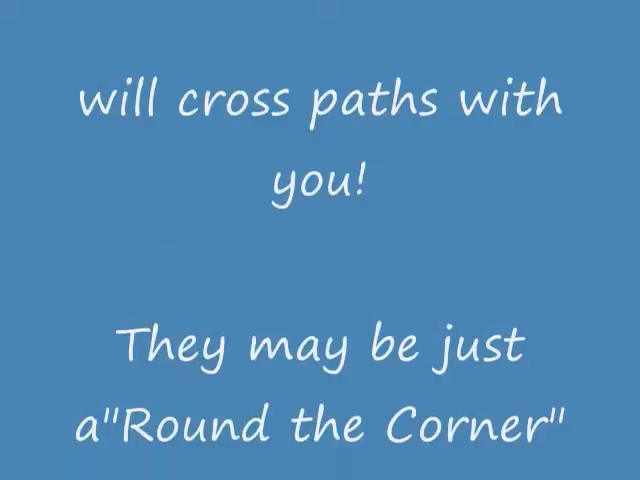 will cross paths with
you!
They may be just
a"Round the Corner"